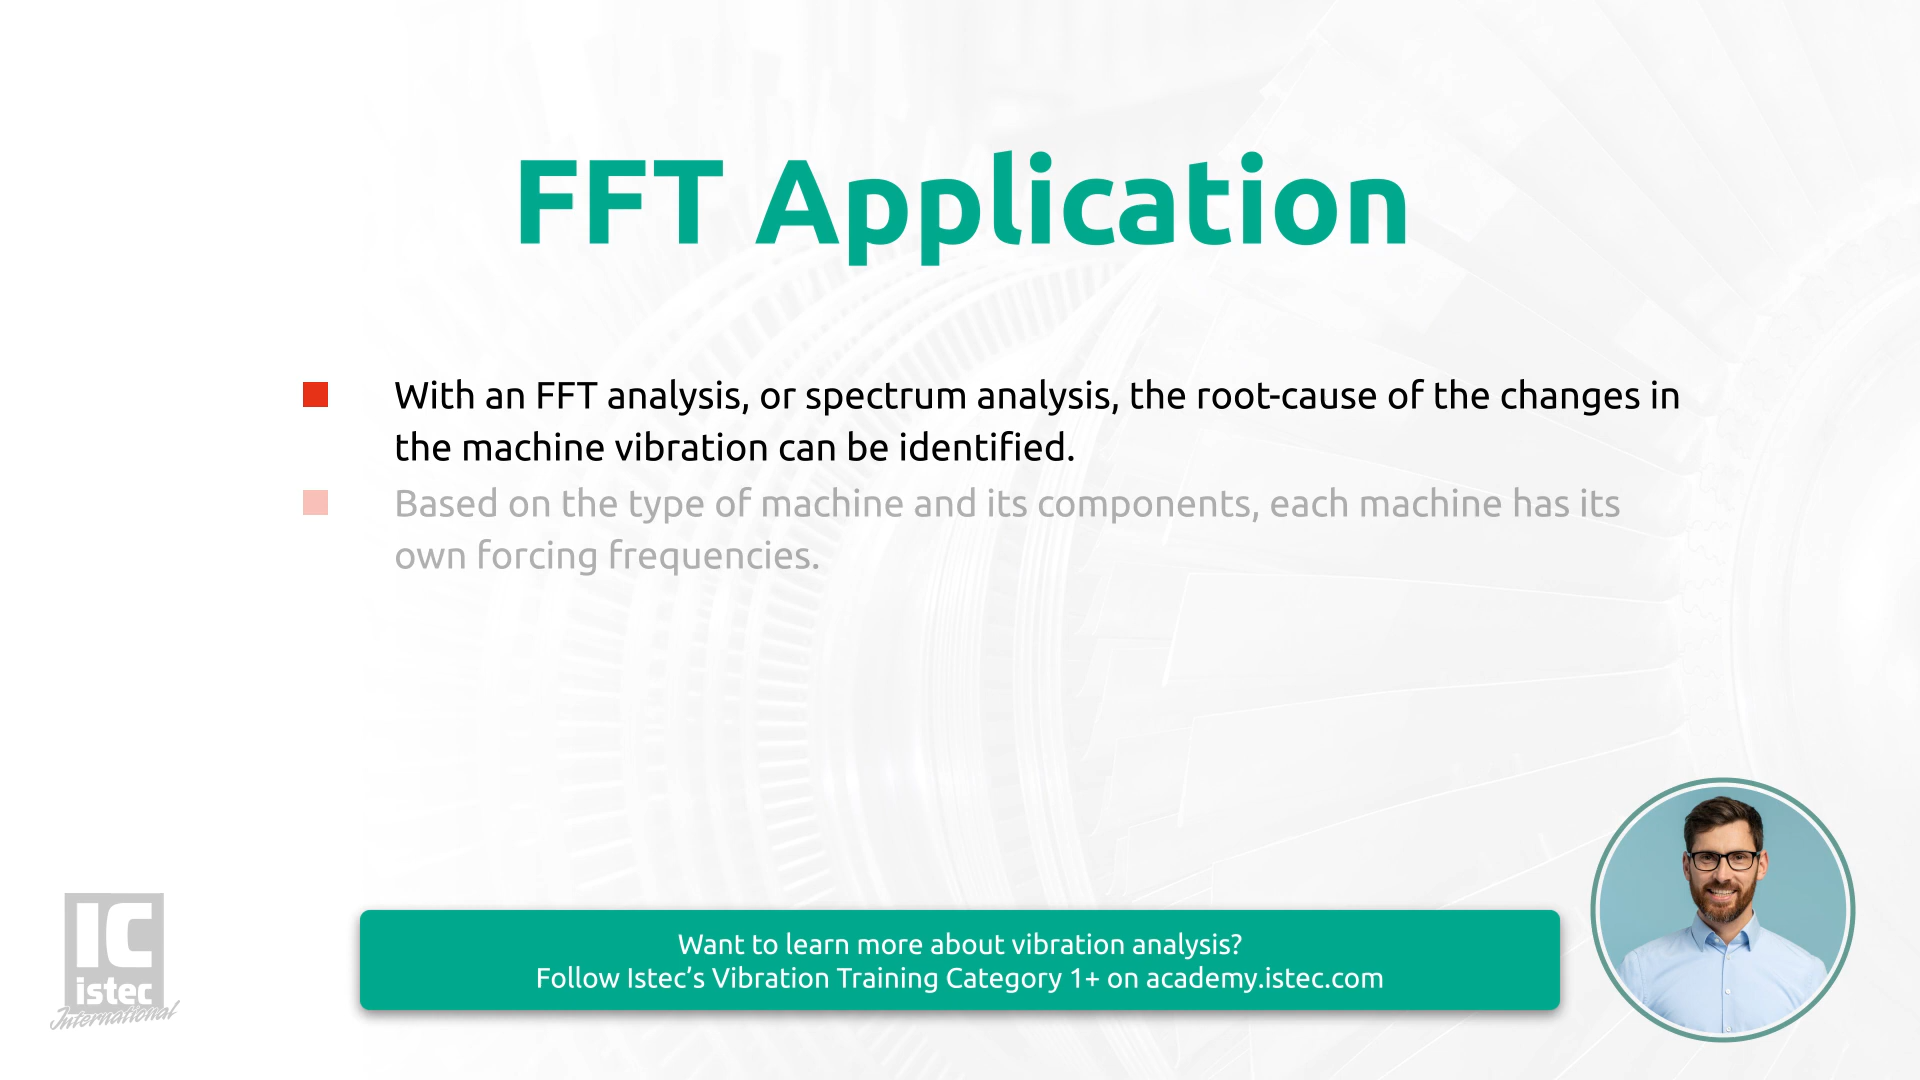 FFT Application
With an FFT analysis, or spectrum analysis, the root-cause of the changes in
the machine vibration can be identified.
Based on the type of machine and its components, each machine has its
own forcing frequencies.
IC
istec
International
Want to learn more about vibration analysis?
Follow Istec’s Vibration Training Category 1+ on academy.istec.com